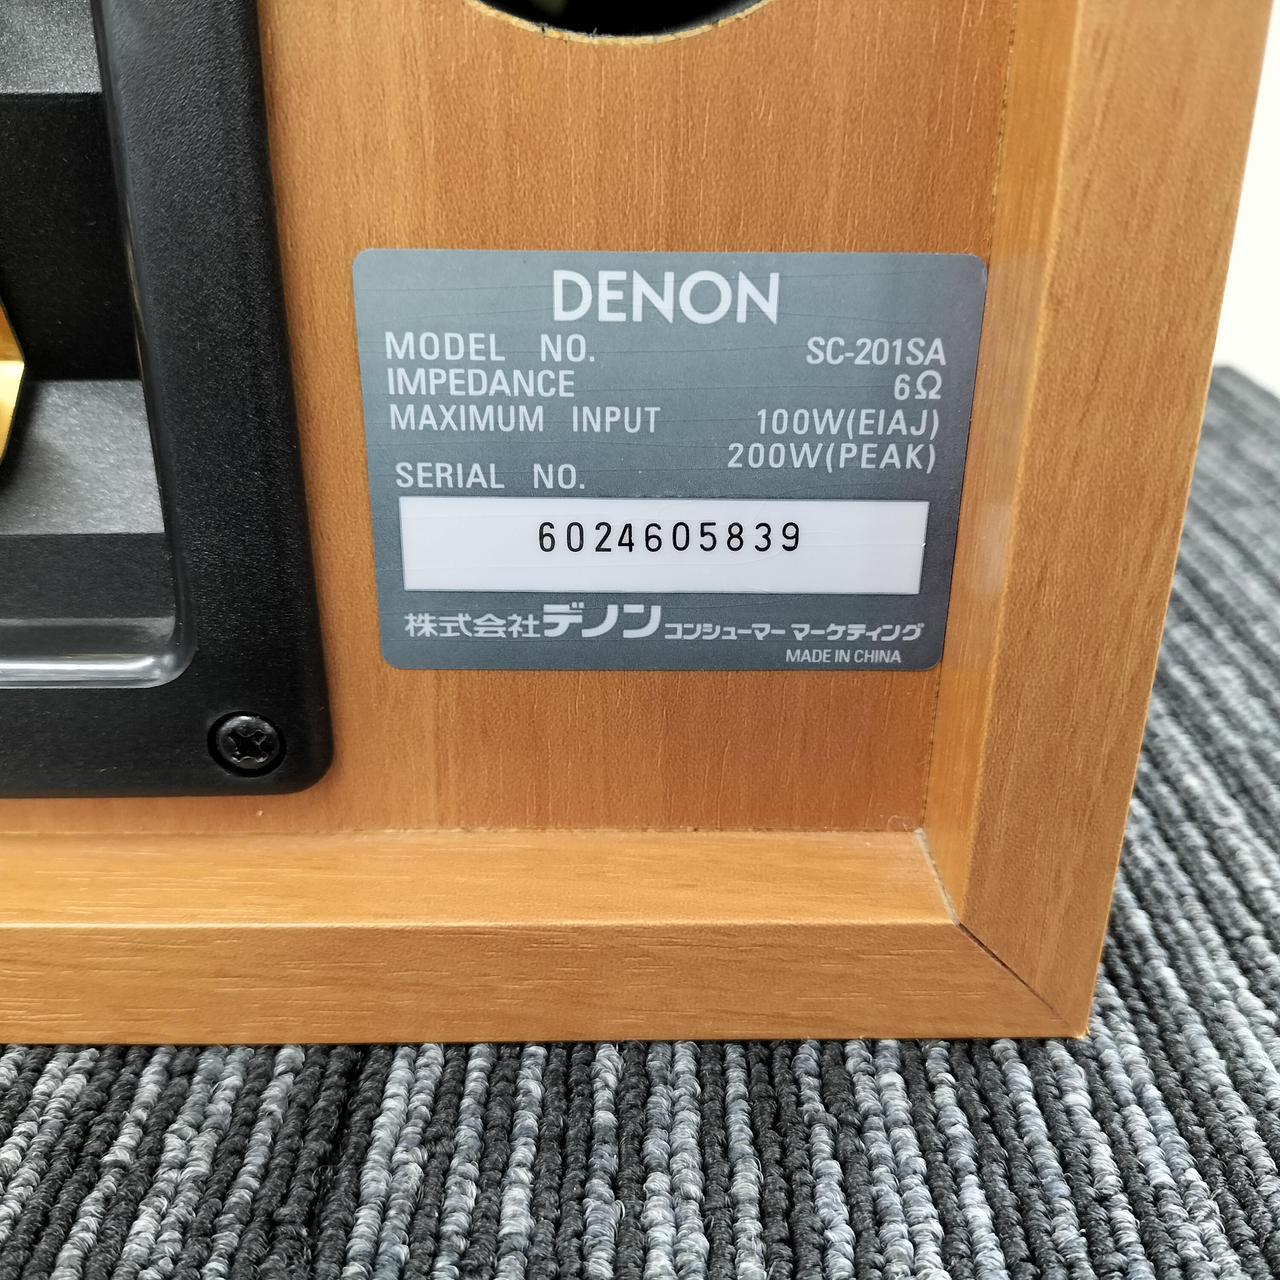 DENON
MODEL NO. SC-201SA
IMPEDANCE 6Ω
MAXIMUM INPUT 100W(EIAJ)
200W(PEAK)
SERIAL NO.
6024605839
株式会社デノン コンシューマー マーケティング
MADE IN CHINA